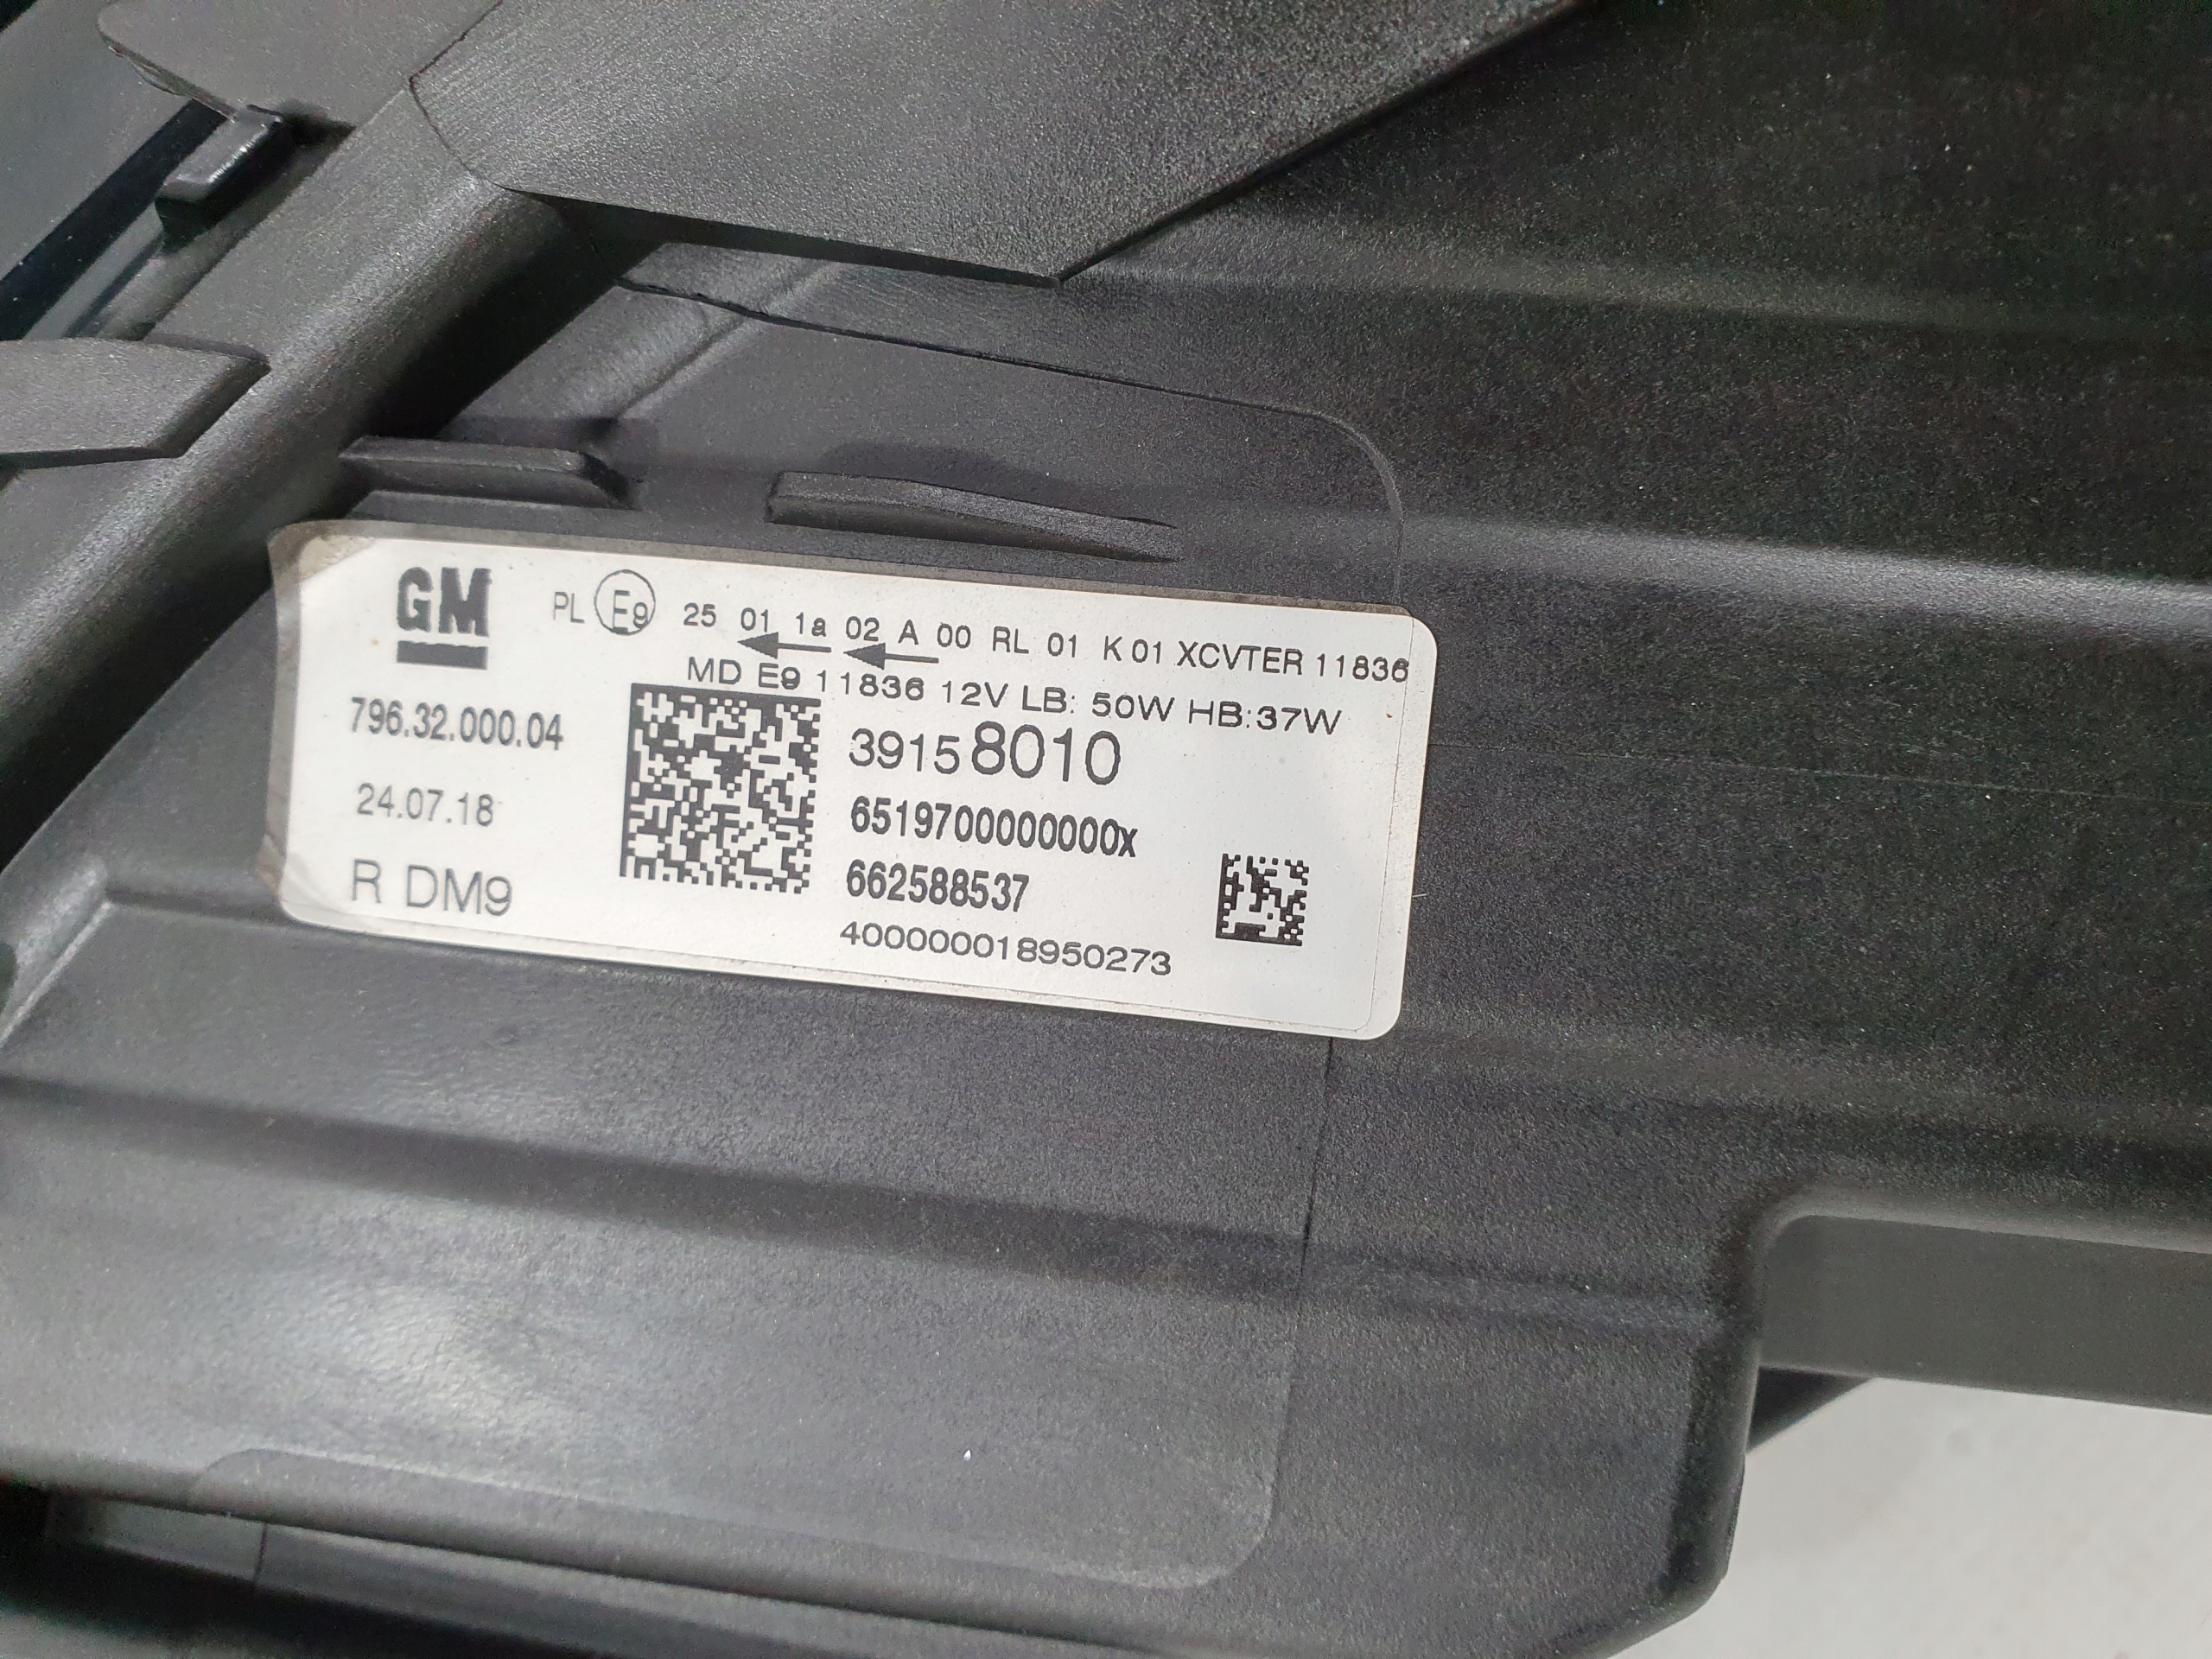 GM
PL E9 25 01 1a 02 A 00 RL 01 K 01 XCVTER 11836
MD E9 11836 12V LB: 50W HB:37W
796.32.000.04
39158010
24.07.18
6519700000000x
R DM9
662588537
400000018950273